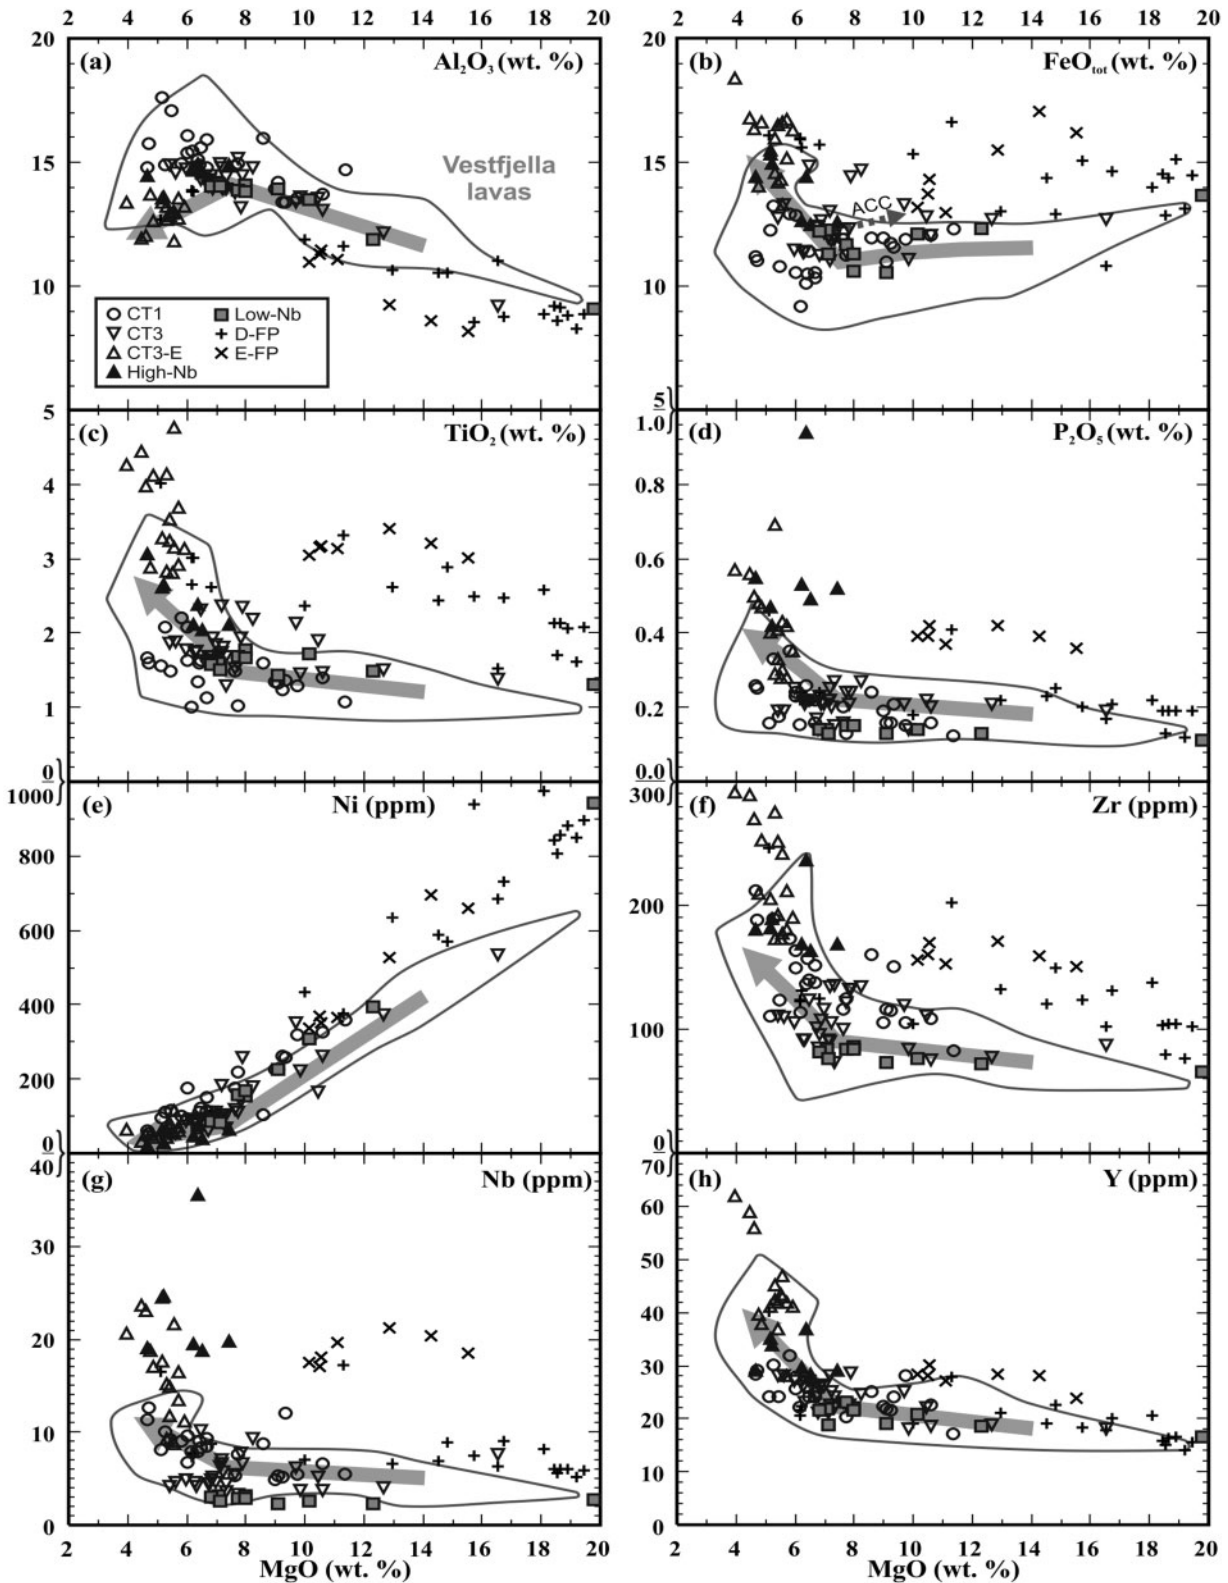 2 4 6 8 10 12 14 16 18 20 2 4 6 8 10 12 14 16 18 20
20 (a) Al₂O₃ (wt. %) 20 (b) FeOtot (wt. %)
15 Vestfjella 15
lavas
ACC
10 10
CT1 Low-Nb
CT3 D-FP
CT3-E E-FP
High-Nb
5 5
5 (c) TiO₂ (wt. %) 1.0 (d) P₂O₅ (wt. %)
4 0.8
3 0.6
2 0.4
1 0.2
0 0.0
1000 (e) Ni (ppm) 300 (f) Zr (ppm)
800
600 200
400 100
200
0 0
40 (g) Nb (ppm) 70 (h) Y (ppm)
60
30 50
20 40
30
10 20
10
0 0
2 4 6 8 10 12 14 16 18 20 2 4 6 8 10 12 14 16 18 20
MgO (wt. %) MgO (wt. %)